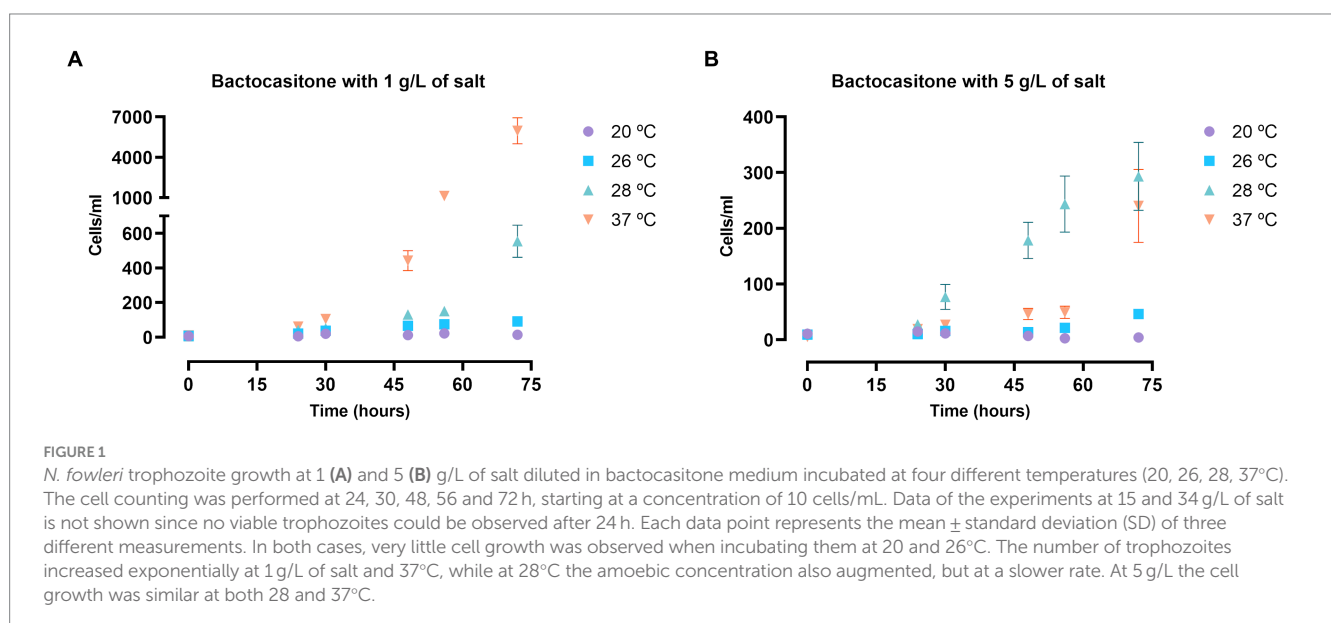 A
Bactocasitone with 1 g/L of salt
7000
4000
1000
600
400
200
0
Cells/ml
0 15 30 45 60 75
Time (hours)
20 ºC
26 ºC
28 ºC
37 ºC
B
Bactocasitone with 5 g/L of salt
400
300
200
100
0
Cells/ml
0 15 30 45 60 75
Time (hours)
20 ºC
26 ºC
28 ºC
37 ºC
FIGURE 1
N. fowleri trophozoite growth at 1 (A) and 5 (B) g/L of salt diluted in bactocasitone medium incubated at four different temperatures (20, 26, 28, 37°C).
The cell counting was performed at 24, 30, 48, 56 and 72 h, starting at a concentration of 10 cells/mL. Data of the experiments at 15 and 34 g/L of salt
is not shown since no viable trophozoites could be observed after 24 h. Each data point represents the mean ± standard deviation (SD) of three
different measurements. In both cases, very little cell growth was observed when incubating them at 20 and 26°C. The number of trophozoites
increased exponentially at 1 g/L of salt and 37°C, while at 28°C the amoebic concentration also augmented, but at a slower rate. At 5 g/L the cell
growth was similar at both 28 and 37°C.